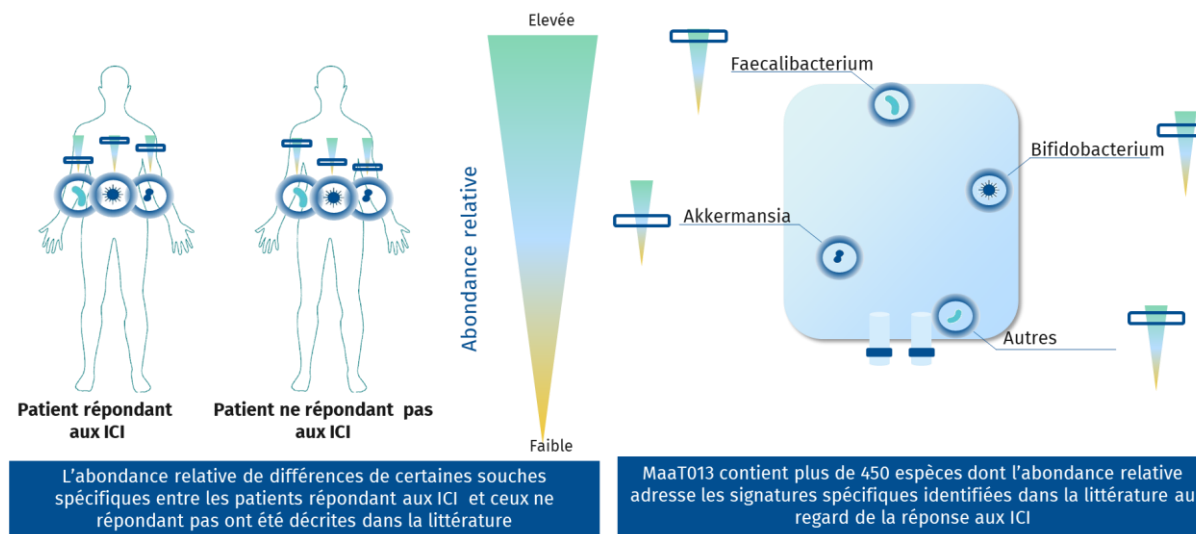 Elevée
Abondance relative
Faible
Patient répondant
aux ICI
Patient ne répondant pas
aux ICI
L’abondance relative de différences de certaines souches
spécifiques entre les patients répondant aux ICI et ceux ne
répondant pas ont été décrites dans la littérature
Faecalibacterium
Bifidobacterium
Akkermansia
Autres
MaaT013 contient plus de 450 espèces dont l’abondance relative
adresse les signatures spécifiques identifiées dans la littérature au
regard de la réponse aux ICI